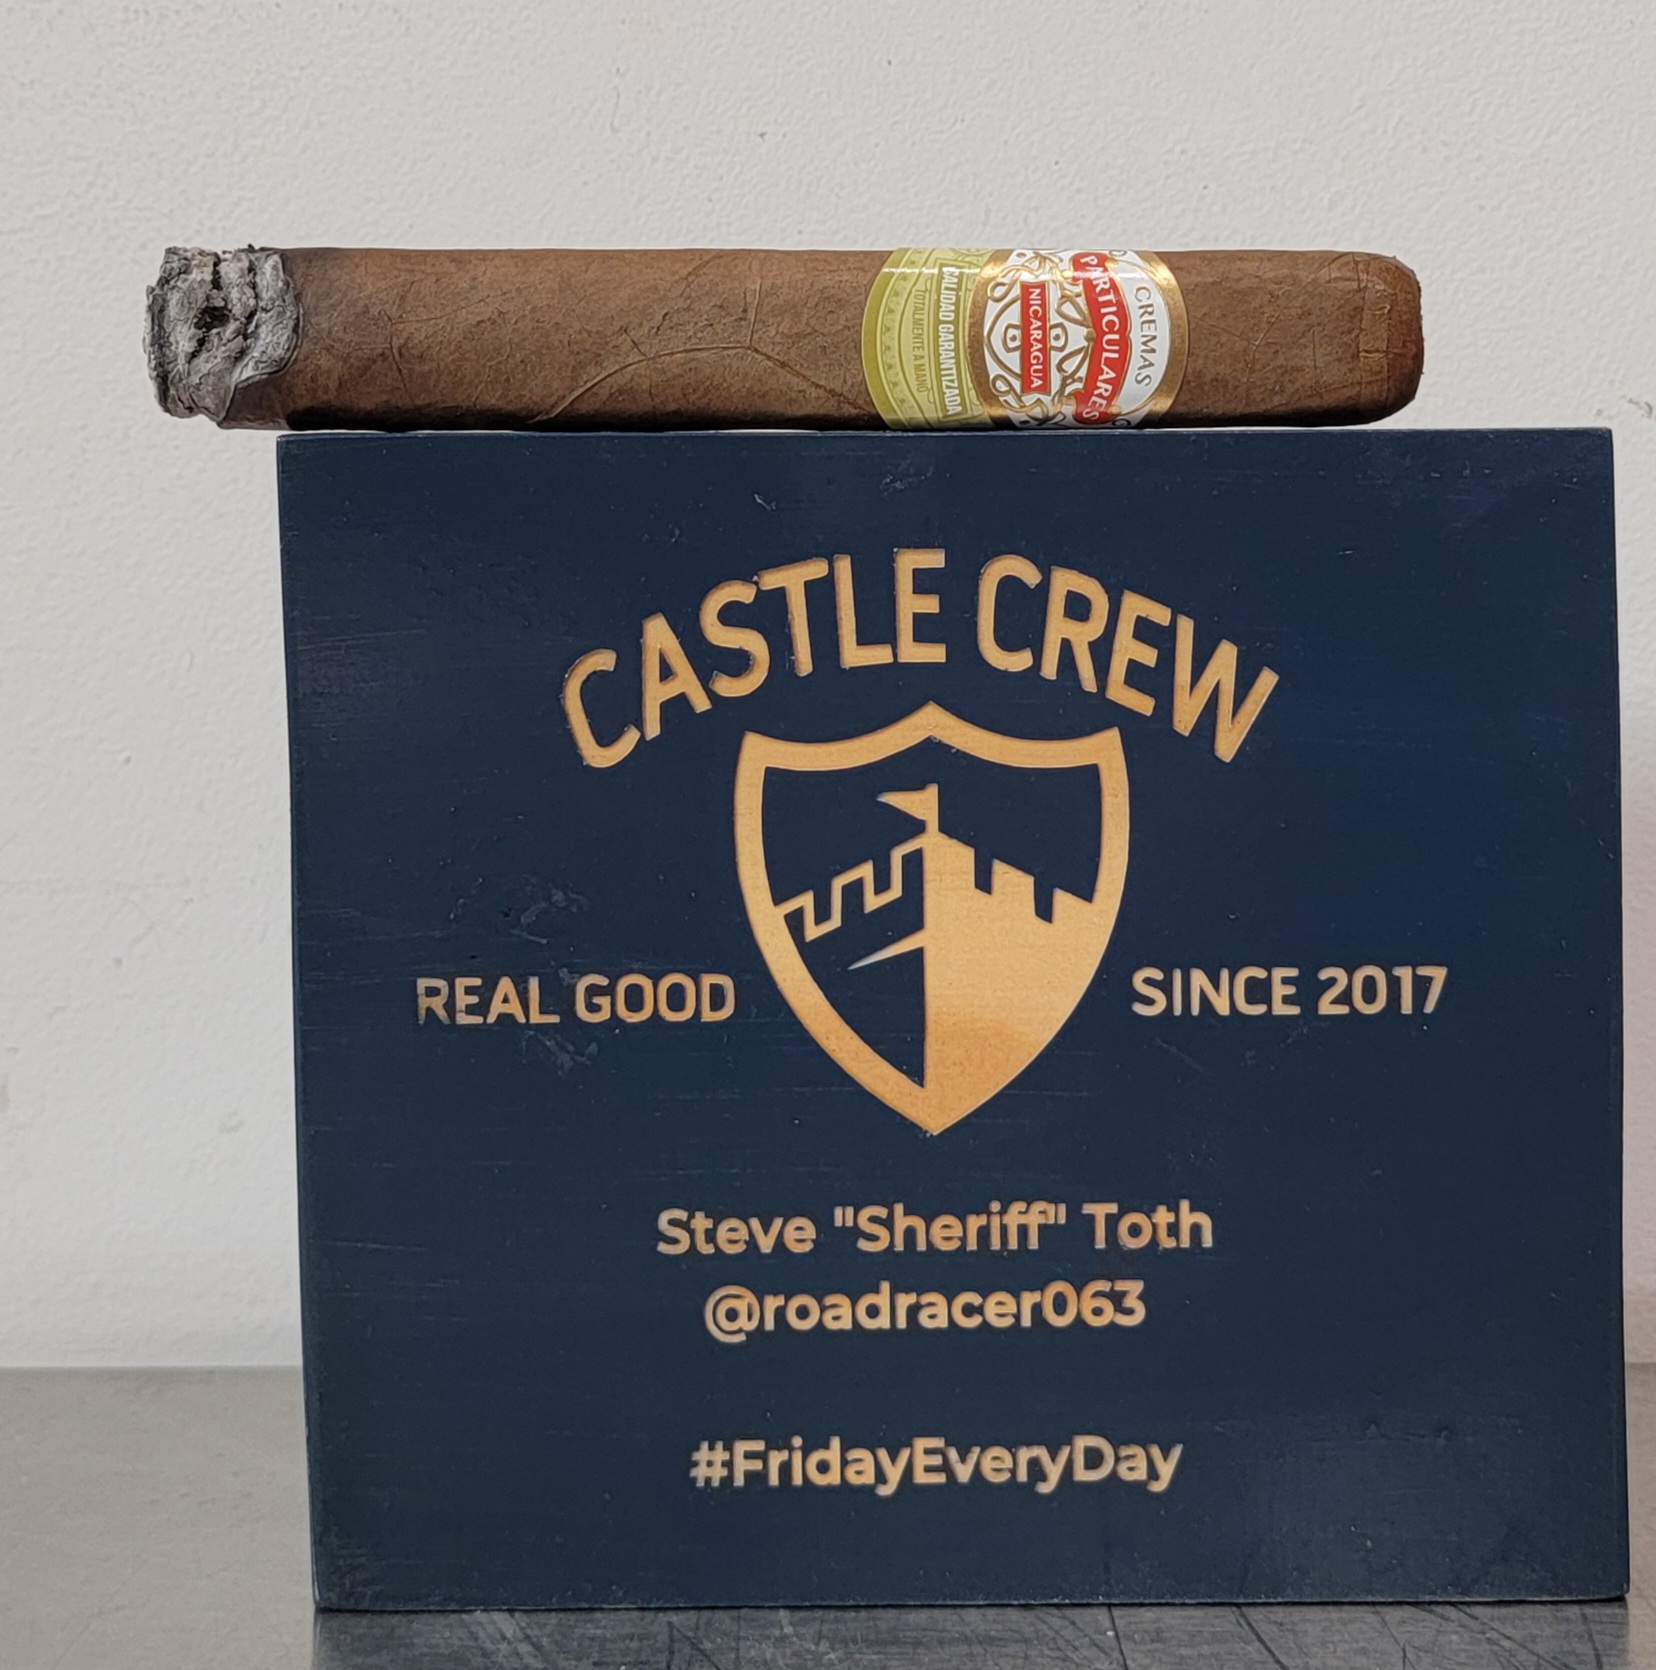 CALIDAD GARANTIZADA
TOTALMENTE A MANO
NICARAGUA
PARTICULARES
CREMAS
CASTLE CREW
REAL GOOD
SINCE 2017
Steve "Sheriff" Toth
@roadracer063
#FridayEveryDay